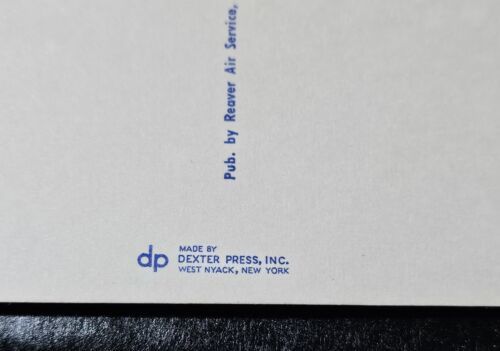 Pub. by Reaver Air Service,
dp
MADE BY
DEXTER PRESS, INC.
WEST NYACK, NEW YORK